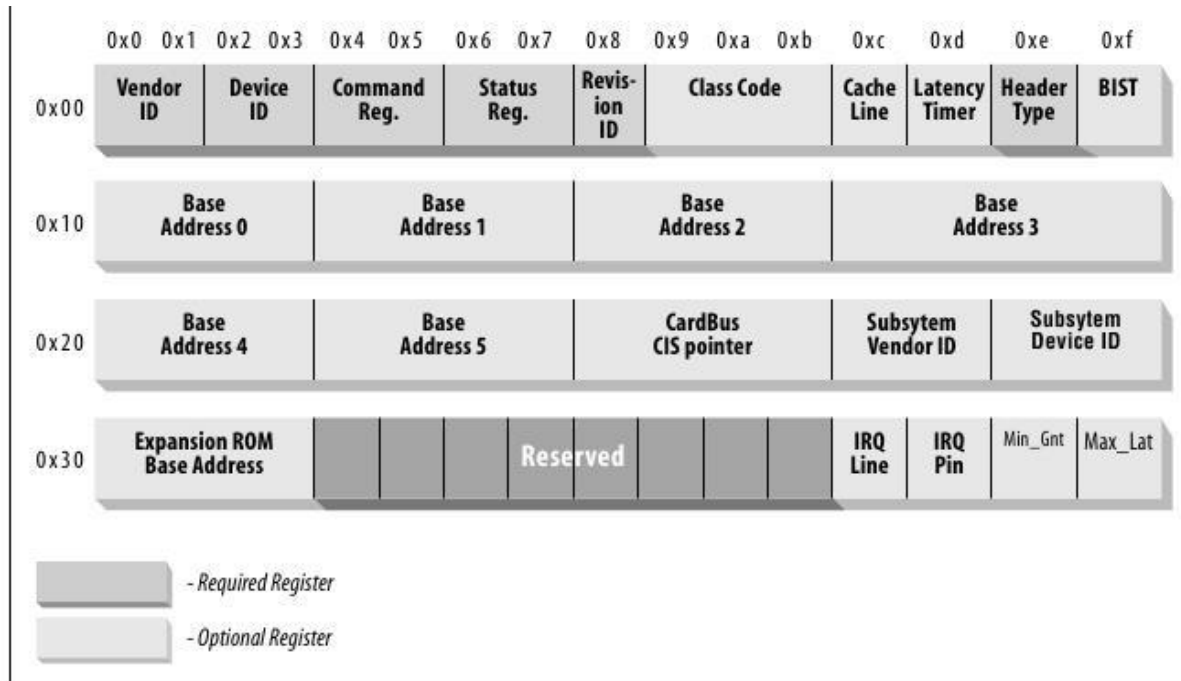 0x0 0x1 0x2 0x3 0x4 0x5 0x6 0x7 0x8 0x9 0xa 0xb 0xc 0xd 0xe 0xf
0x00
Vendor
ID
Device
ID
Command
Reg.
Status
Reg.
Revis-
ion
ID
Class Code
Cache
Line
Latency
Timer
Header
Type
BIST
0x10
Base
Address 0
Base
Address 1
Base
Address 2
Base
Address 3
0x20
Base
Address 4
Base
Address 5
CardBus
CIS pointer
Subsytem
Vendor ID
Subsytem
Device ID
0x30
Expansion ROM
Base Address
Reserved
IRQ
Line
IRQ
Pin
Min_Gnt
Max_Lat
- Required Register
- Optional Register